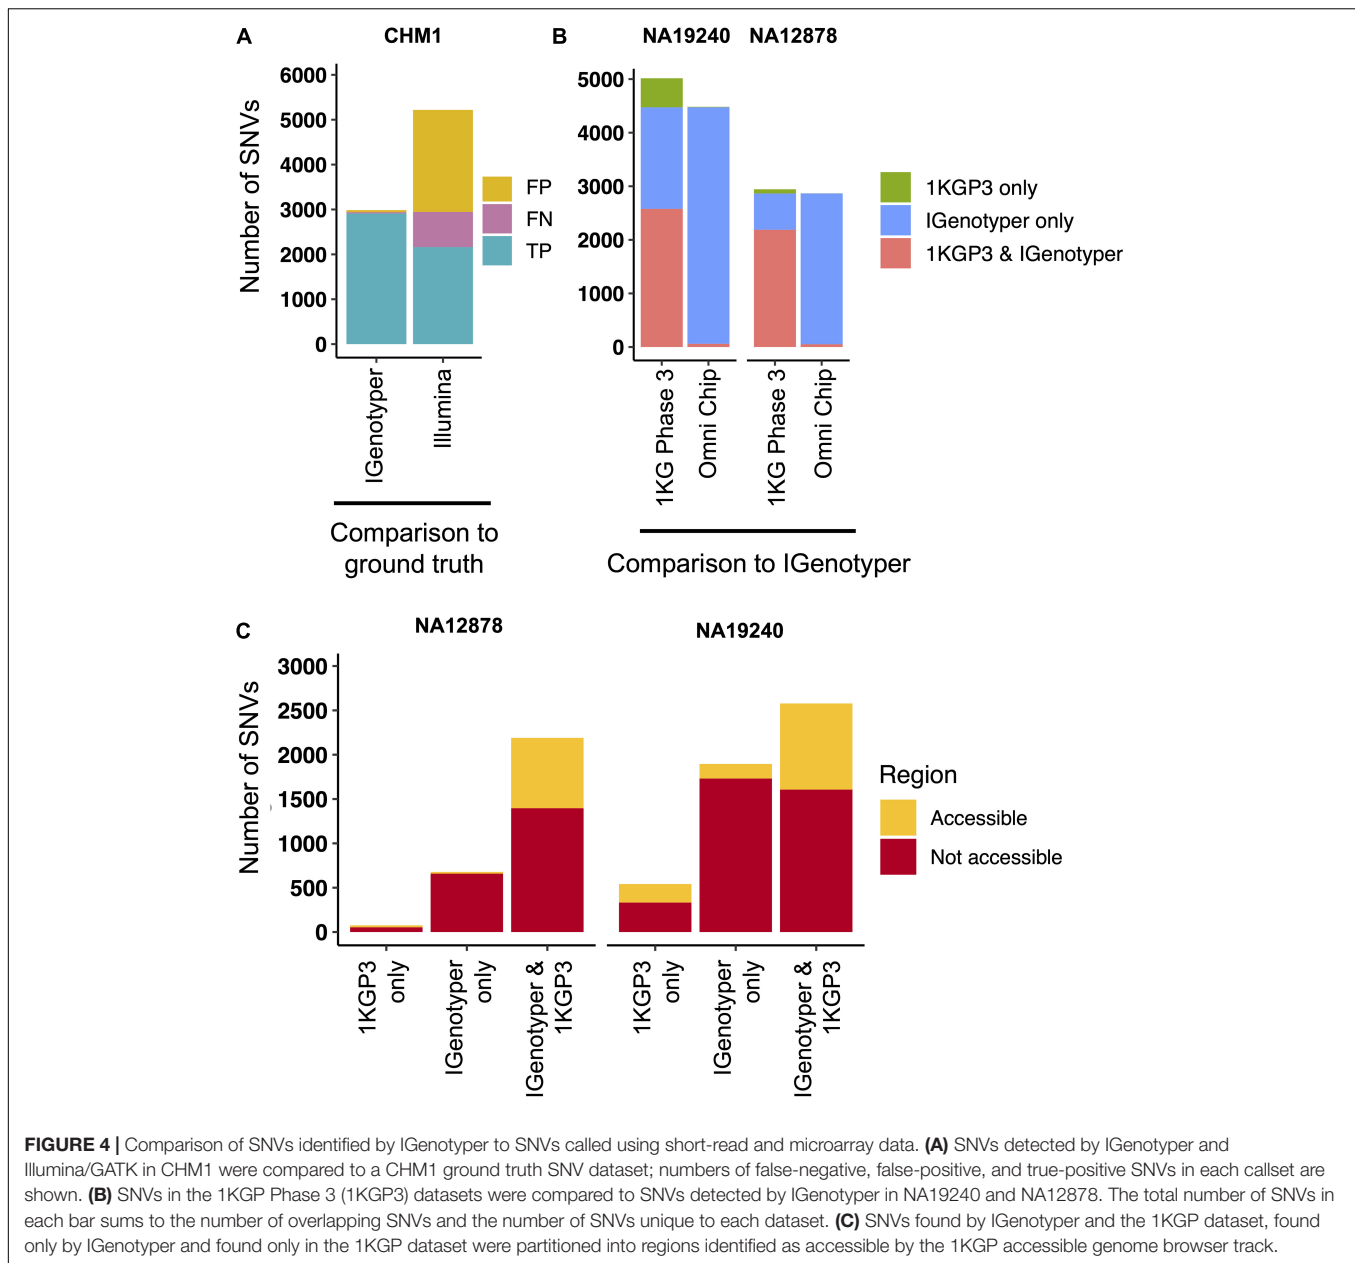 A
CHM1
Number of SNVs
6000
5000
4000
3000
2000
1000
0
IGenotyper
Illumina
FP
FN
TP
Comparison to
ground truth
B
NA19240 NA12878
5000
4000
3000
2000
1000
0
1KG Phase 3
Omni Chip
1KG Phase 3
Omni Chip
1KGP3 only
IGenotyper only
1KGP3 & IGenotyper
Comparison to IGenotyper
C
NA12878
NA19240
Number of SNVs
3000
2500
2000
1500
1000
500
0
1KGP3
only
IGenotyper
only
IGenotyper &
1KGP3
1KGP3
only
IGenotyper
only
IGenotyper &
1KGP3
Region
Accessible
Not accessible
FIGURE 4 | Comparison of SNVs identified by IGenotyper to SNVs called using short-read and microarray data. (A) SNVs detected by IGenotyper and
Illumina/GATK in CHM1 were compared to a CHM1 ground truth SNV dataset; numbers of false-negative, false-positive, and true-positive SNVs in each callset are
shown. (B) SNVs in the 1KGP Phase 3 (1KGP3) datasets were compared to SNVs detected by IGenotyper in NA19240 and NA12878. The total number of SNVs in
each bar sums to the number of overlapping SNVs and the number of SNVs unique to each dataset. (C) SNVs found by IGenotyper and the 1KGP dataset, found
only by IGenotyper and found only in the 1KGP dataset were partitioned into regions identified as accessible by the 1KGP accessible genome browser track.